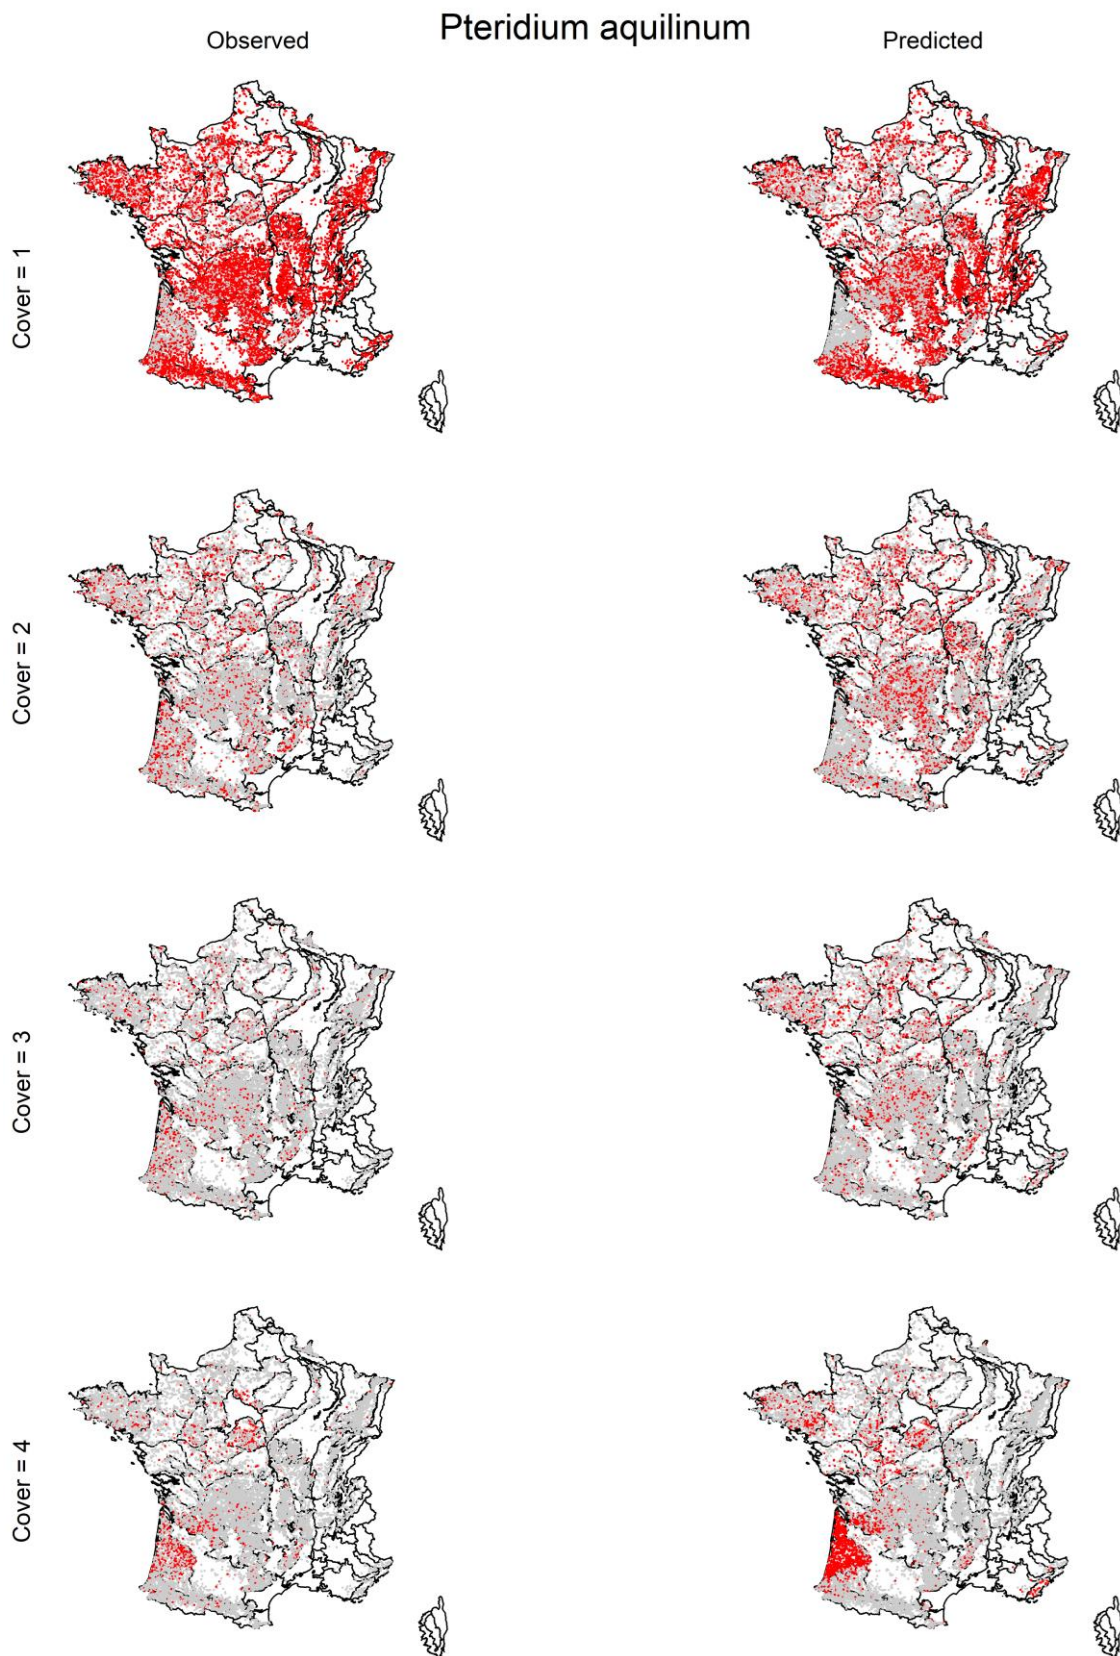 Pteridium aquilinum
Observed
Predicted
Cover = 1
Cover = 2
Cover = 3
Cover = 4